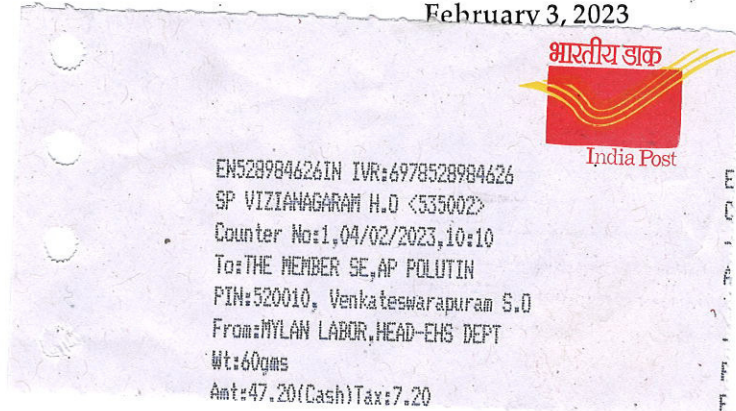 February 3, 2023
भारतीय डाक
India Post
EN528984626IN IVR:6978528984626
SP VIZIANAGARAM H.O <535002>
Counter No:1,04/02/2023,10:10
To:THE MEMBER SE,AP POLUTIN
PIN:520010, Venkateswarapuram S.O
From:MYLAN LABOR,HEAD-EHS DEPT
Wt:60gms
Amt:47.20(Cash)Tax:7.20